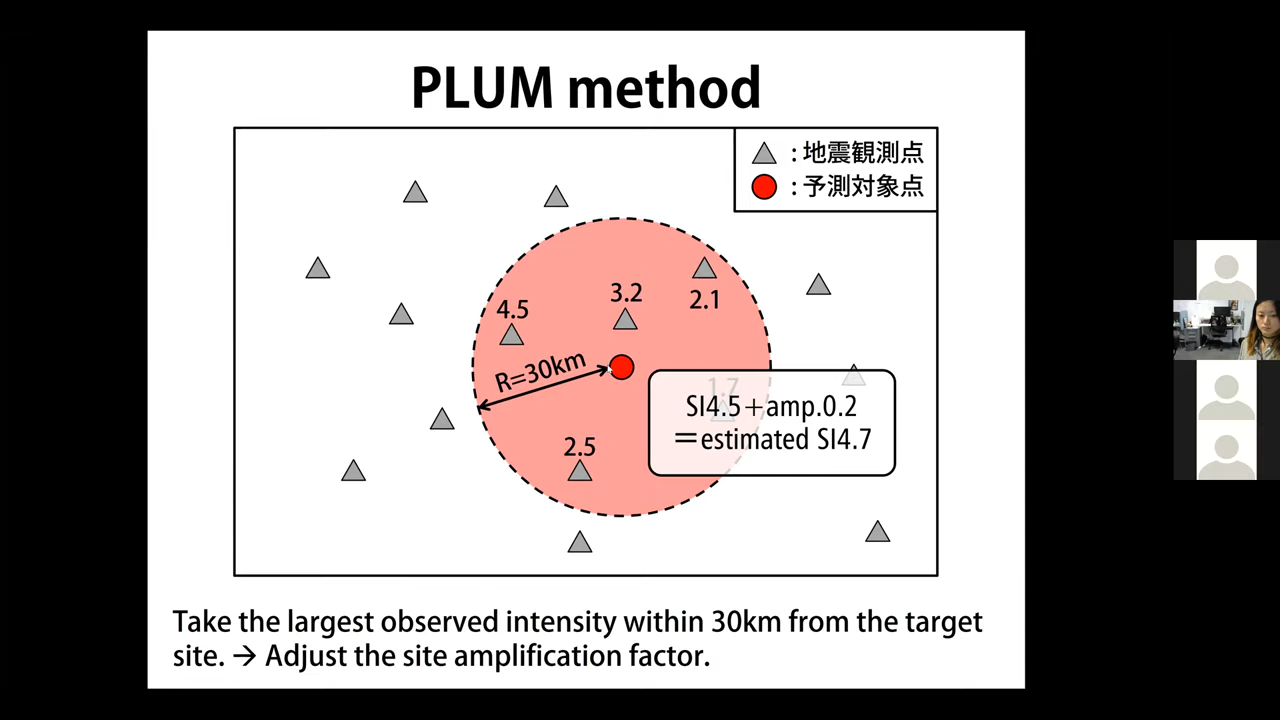 PLUM method
: 地震観測点
: 予測対象点
3.2
2.1
4.5
R=30km
1.7
SI4.5+amp.0.2
=estimated SI4.7
2.5
Take the largest observed intensity within 30km from the target
site. → Adjust the site amplification factor.